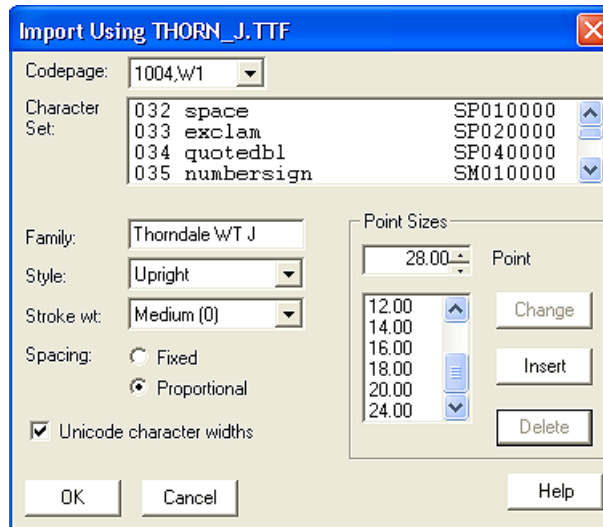 Import Using THORN_J.TTF
Codepage: 1004,W1
Character Set:
032 space SP010000
033 exclam SP020000
034 quotedbl SP040000
035 numbersign SM010000
Family: Thorndale WT J
Style: Upright
Stroke wt: Medium (0)
Spacing: Fixed
Proportional
Unicode character widths
Point Sizes
28.00 Point
12.00
14.00
16.00
18.00
20.00
24.00
Change
Insert
Delete
OK Cancel Help